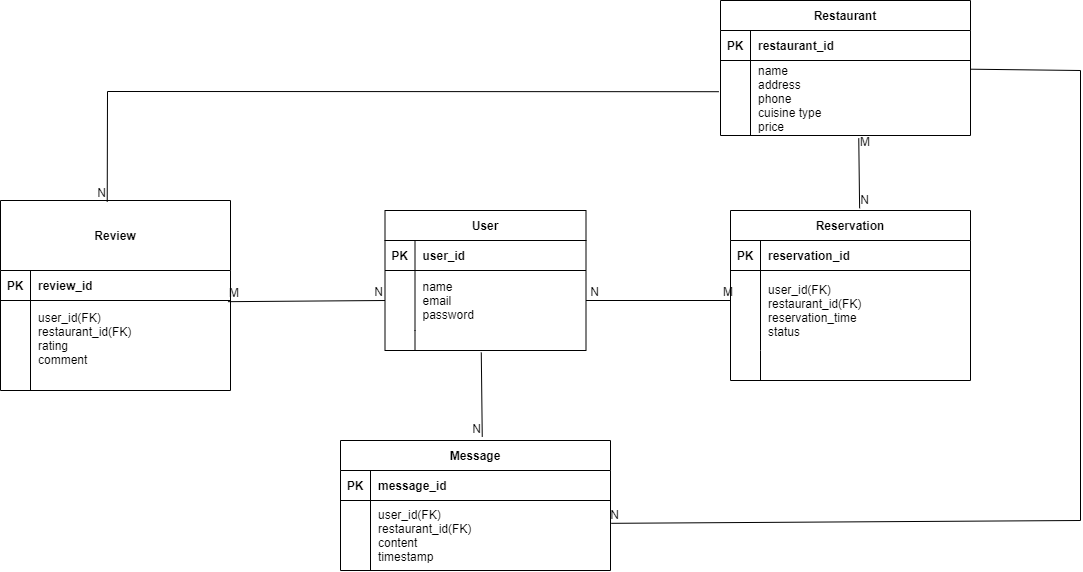 Restaurant
PK restaurant_id
name
address
phone
cuisine type
price
M
N
N
Review
PK review_id
user_id(FK)
restaurant_id(FK)
rating
comment
M
N
User
PK user_id
name
email
password
N
M
Reservation
PK reservation_id
user_id(FK)
restaurant_id(FK)
reservation_time
status
N
Message
PK message_id
user_id(FK)
restaurant_id(FK)
content
timestamp
N